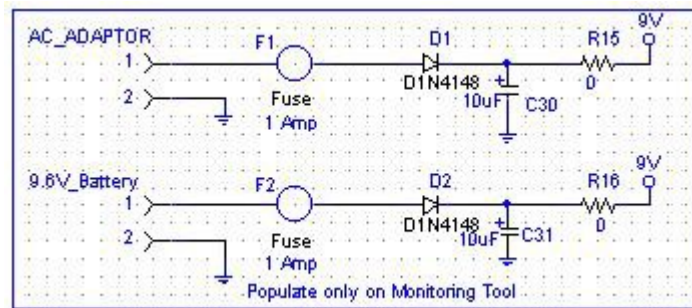 AC_ADAPTOR
1
2
F1
Fuse
1 Amp
D1
D1N4148
+
10uF
C30
R15
0
9V
9.6V_Battery
1
2
F2
Fuse
1 Amp
D2
D1N4148
+
10uF
C31
R16
0
9V
Populate only on Monitoring Tool